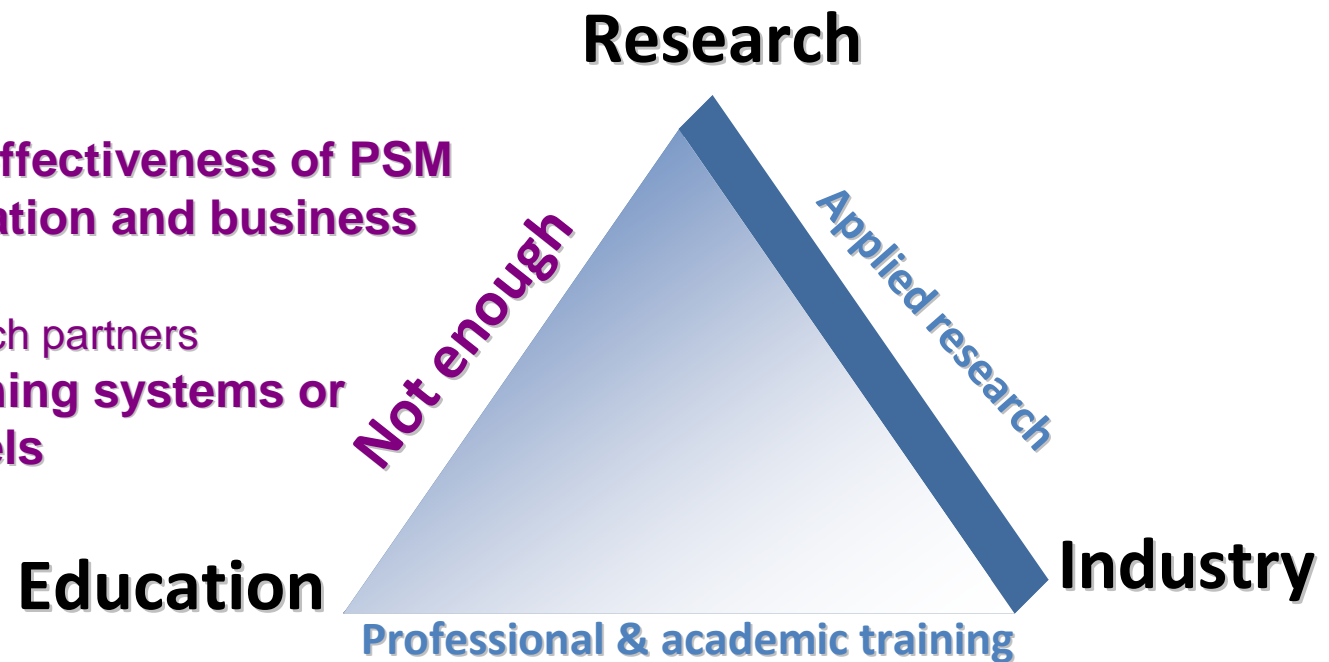 Research
ffectiveness of PSM
ation and business
ch partners
ning systems or
els
Not enough
Applied research
Education
Industry
Professional & academic training